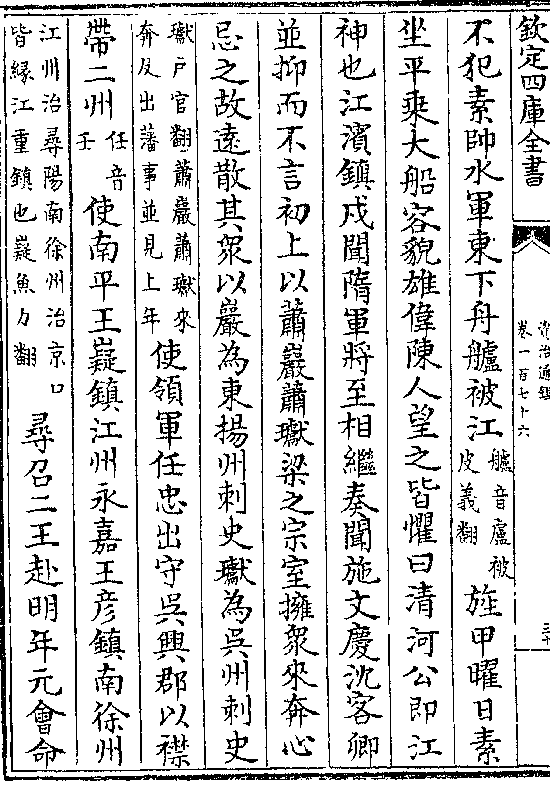 欽定四庫全書
資治通鑑
卷一百七十六
不犯素帥水軍東下舟艫被江艫音盧被皮義翻旌甲曜日素
坐平乘大船容貌雄偉陳人望之皆懼曰清河公即江
神也江濱鎮戍聞隋軍將至相繼奏聞施文慶沈客卿
並抑而不言初上以蕭巖蕭瓛梁之宗室擁衆來奔心
忌之故逺散其衆以巖為東揚州刺史瓛為吳州刺史
瓛戸官翻蕭巖蕭瓛來奔反出藩事並見上年使領軍任忠出守吳興郡以襟
帶二州任音壬使南平王嶷鎮江州永嘉王彦鎮南徐州
江州治尋陽南徐州治京口皆緣江重鎮也嶷魚力翻尋召二王赴明年元會命